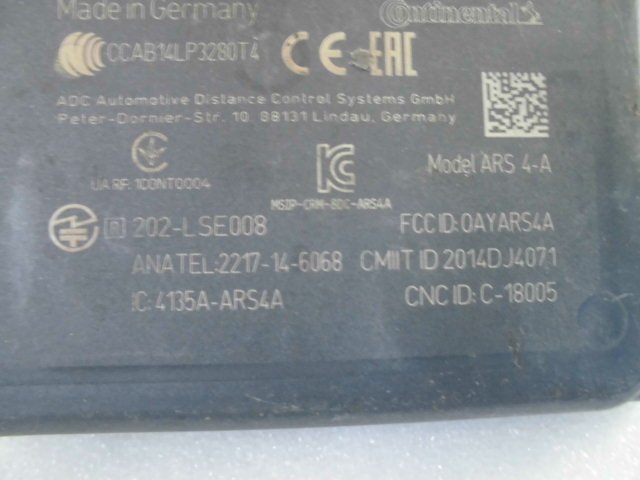 Made in Germany Continental
CCAB14LP3280T4 CE EAC
ADC Automotive Distance Control Systems GmbH
Peter-Dornier-Str. 10, 88131 Lindau, Germany
UA RF: 1CONT0004
MSIP-CRM-BDC-ARS4A
Model ARS 4-A
R 202-LSE008 FCC ID: OAYARS4A
ANATEL:2217-14-6068 CMIIT ID 2014DJ4071
IC: 4135A-ARS4A CNC ID: C-18005